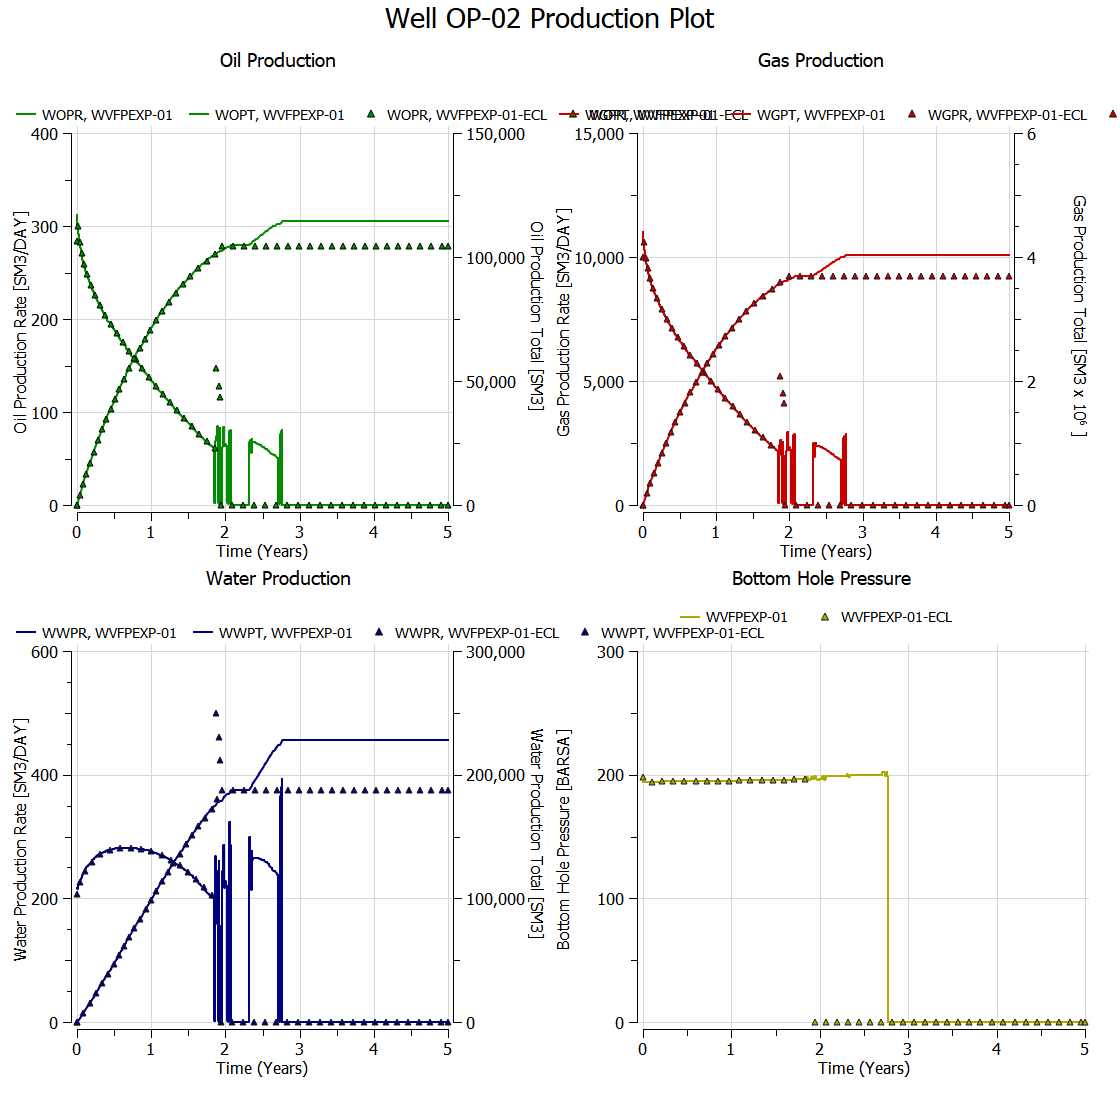 Well OP-02 Production Plot
Oil Production
WOPR, WVFPEXP-01 WOPT, WVFPEXP-01 WOPR, WVFPEXP-01-ECL
400
300
200
100
0
150,000
100,000
50,000
0
Oil Production Rate [SM3/DAY]
Oil Production Total [SM3]
0 1 2 3 4 5
Time (Years)
Gas Production
WGPT, WVFPEXP-01 WGPR, WVFPEXP-01-ECL
15,000
10,000
5,000
0
6
4
2
0
Gas Production Rate [SM3/DAY]
Gas Production Total [SM3 x 10⁶ ]
0 1 2 3 4 5
Time (Years)
Water Production
WWPR, WVFPEXP-01 WWPT, WVFPEXP-01 WWPR, WVFPEXP-01-ECL WWPT, WVFPEXP-01-ECL
600
400
200
0
300,000
200,000
100,000
0
Water Production Rate [SM3/DAY]
Water Production Total [SM3]
0 1 2 3 4 5
Time (Years)
Bottom Hole Pressure
WVFPEXP-01 WVFPEXP-01-ECL
300
200
100
0
Bottom Hole Pressure [BARSA]
0 1 2 3 4 5
Time (Years)